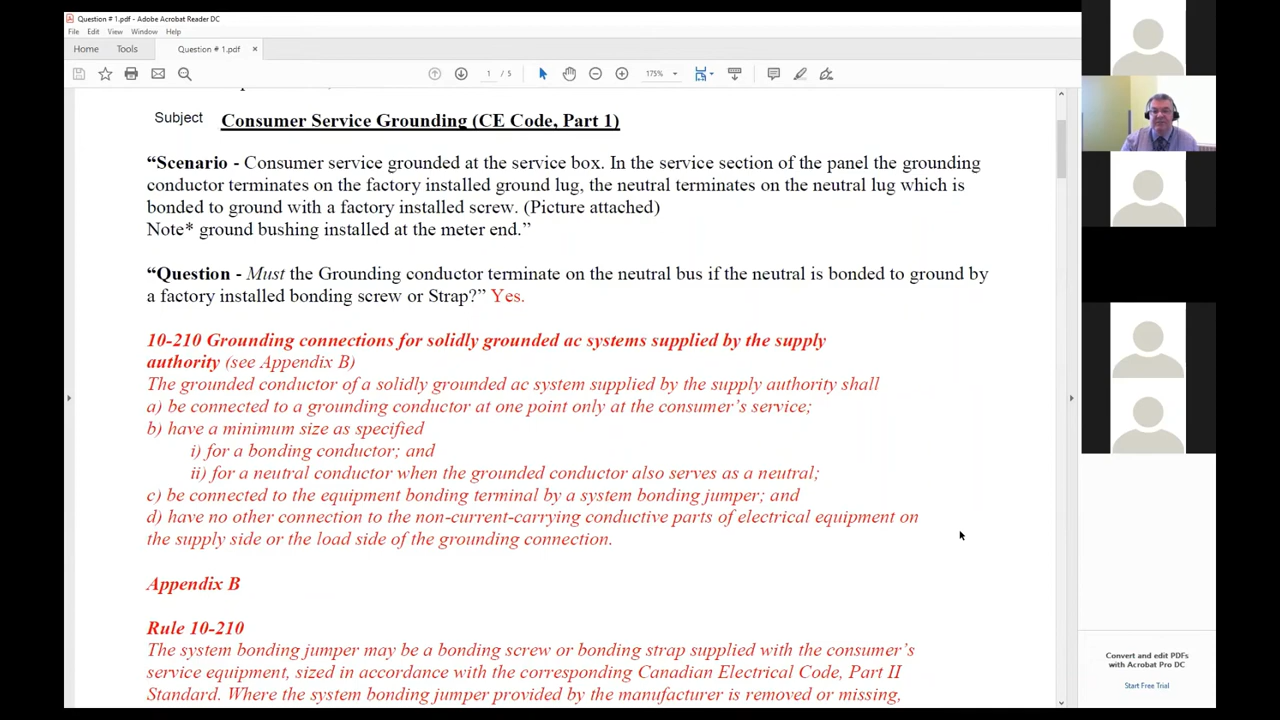 Question # 1.pdf - Adobe Acrobat Reader DC
File Edit View Window Help
Home Tools Question # 1.pdf ×
1 / 5 175%
Subject Consumer Service Grounding (CE Code, Part 1)
“Scenario - Consumer service grounded at the service box. In the service section of the panel the grounding
conductor terminates on the factory installed ground lug, the neutral terminates on the neutral lug which is
bonded to ground with a factory installed screw. (Picture attached)
Note* ground bushing installed at the meter end.”
“Question - Must the Grounding conductor terminate on the neutral bus if the neutral is bonded to ground by
a factory installed bonding screw or Strap?” Yes.
10-210 Grounding connections for solidly grounded ac systems supplied by the supply
authority (see Appendix B)
The grounded conductor of a solidly grounded ac system supplied by the supply authority shall
a) be connected to a grounding conductor at one point only at the consumer’s service;
b) have a minimum size as specified
i) for a bonding conductor; and
ii) for a neutral conductor when the grounded conductor also serves as a neutral;
c) be connected to the equipment bonding terminal by a system bonding jumper; and
d) have no other connection to the non-current-carrying conductive parts of electrical equipment on
the supply side or the load side of the grounding connection.
Appendix B
Rule 10-210
The system bonding jumper may be a bonding screw or bonding strap supplied with the consumer’s
service equipment, sized in accordance with the corresponding Canadian Electrical Code, Part II
Standard. Where the system bonding jumper provided by the manufacturer is removed or missing,
Convert and edit PDFs
with Acrobat Pro DC
Start Free Trial